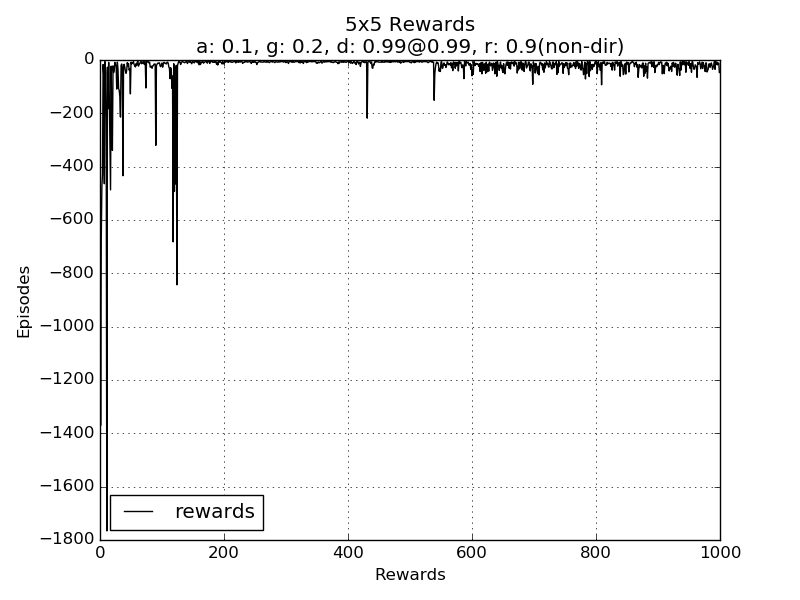 5x5 Rewards
a: 0.1, g: 0.2, d: 0.99@0.99, r: 0.9(non-dir)
0
−200
−400
−600
−800
−1000
−1200
−1400
−1600
−1800
Episodes
rewards
0 200 400 600 800 1000
Rewards